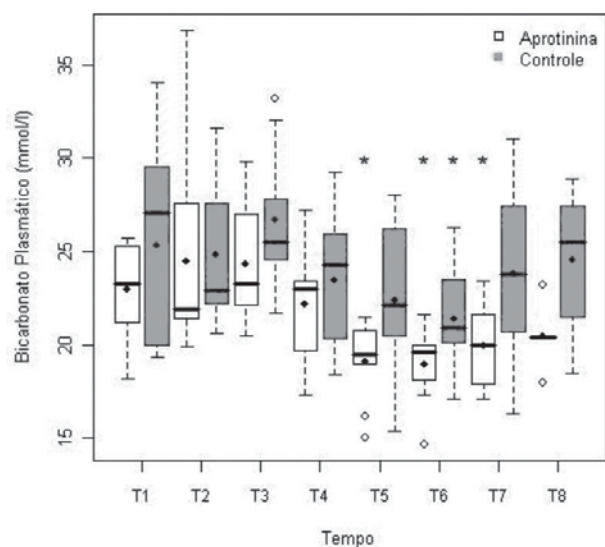 Aprotinina
Controle
Bicarbonato Plasmático (mmol/l)
35
30
25
20
15
* * * *
T1 T2 T3 T4 T5 T6 T7 T8
Tempo